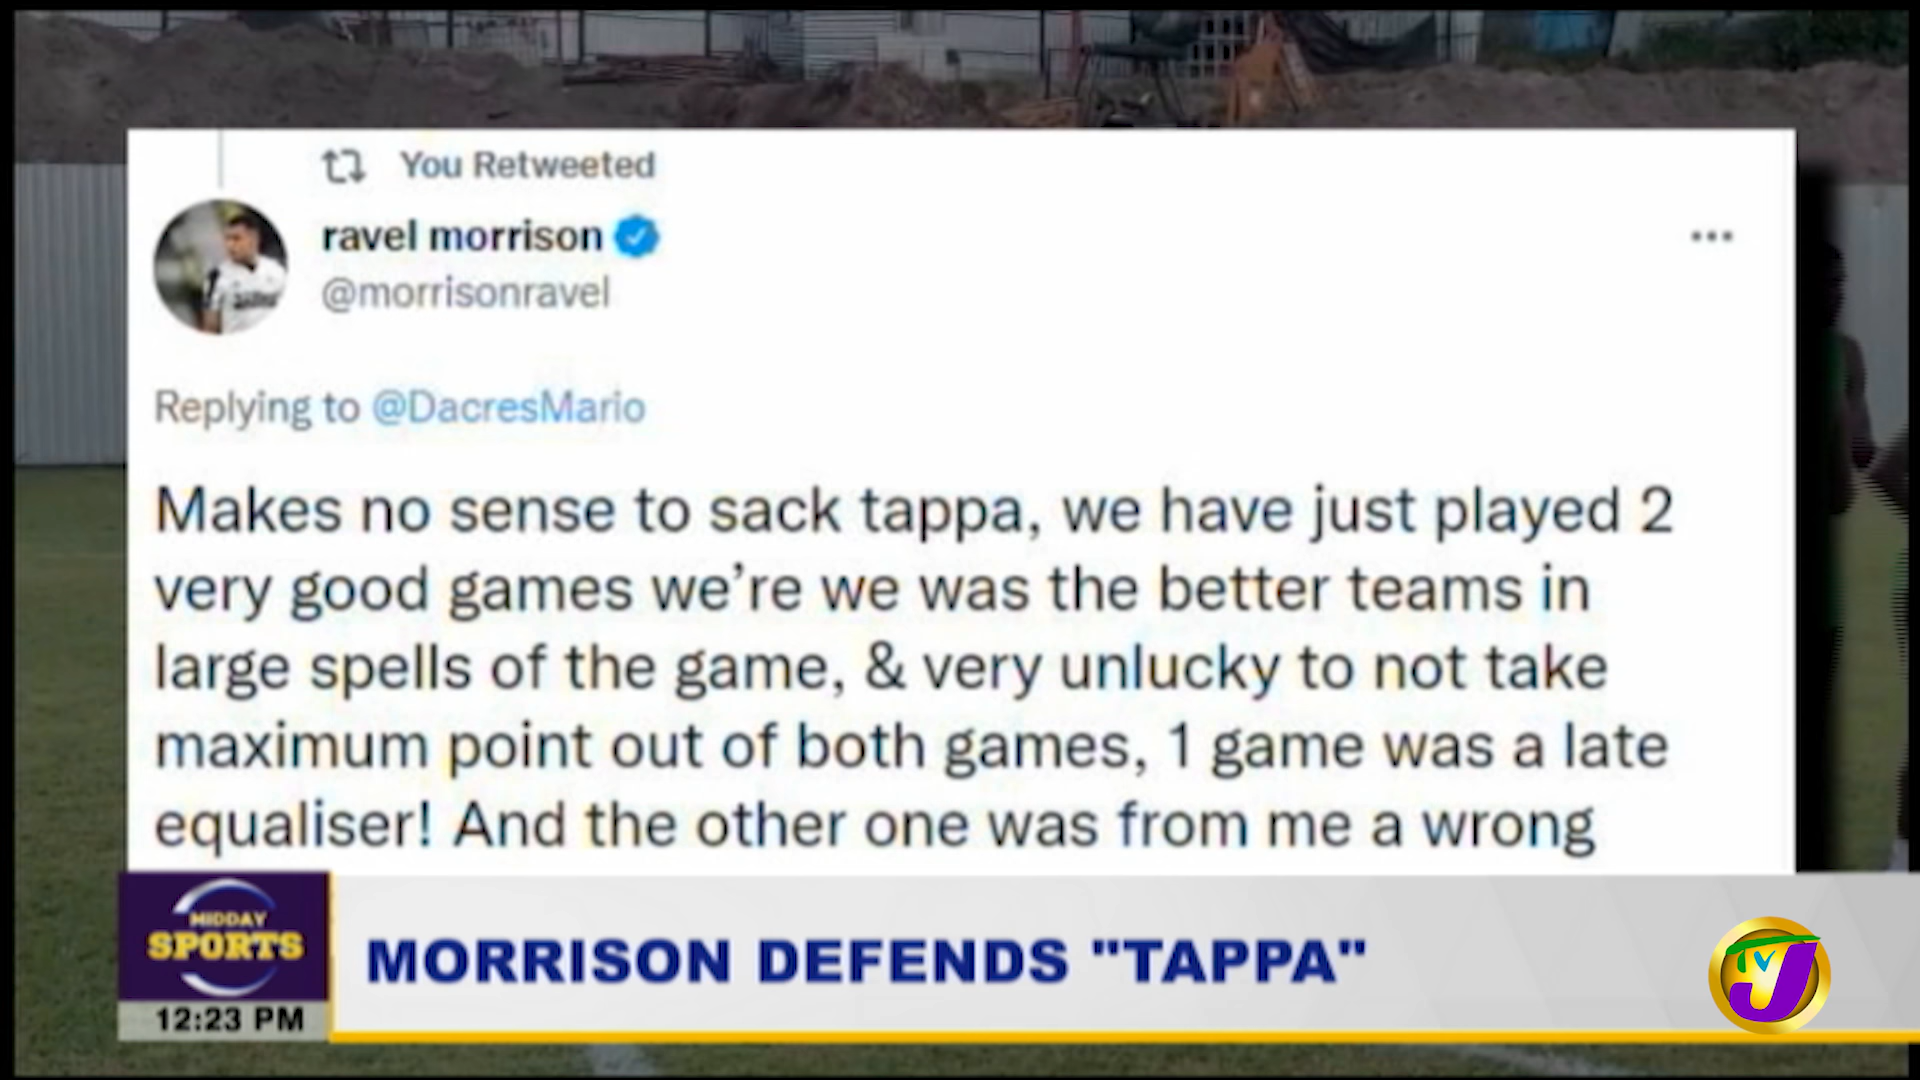 You Retweeted
ravel morrison
@morrisonravel
Replying to @DacresMario
Makes no sense to sack tappa, we have just played 2
very good games we’re we was the better teams in
large spells of the game, & very unlucky to not take
maximum point out of both games, 1 game was a late
equaliser! And the other one was from me a wrong
MIDDAY
SPORTS
12:23 PM
MORRISON DEFENDS "TAPPA"
TVJ